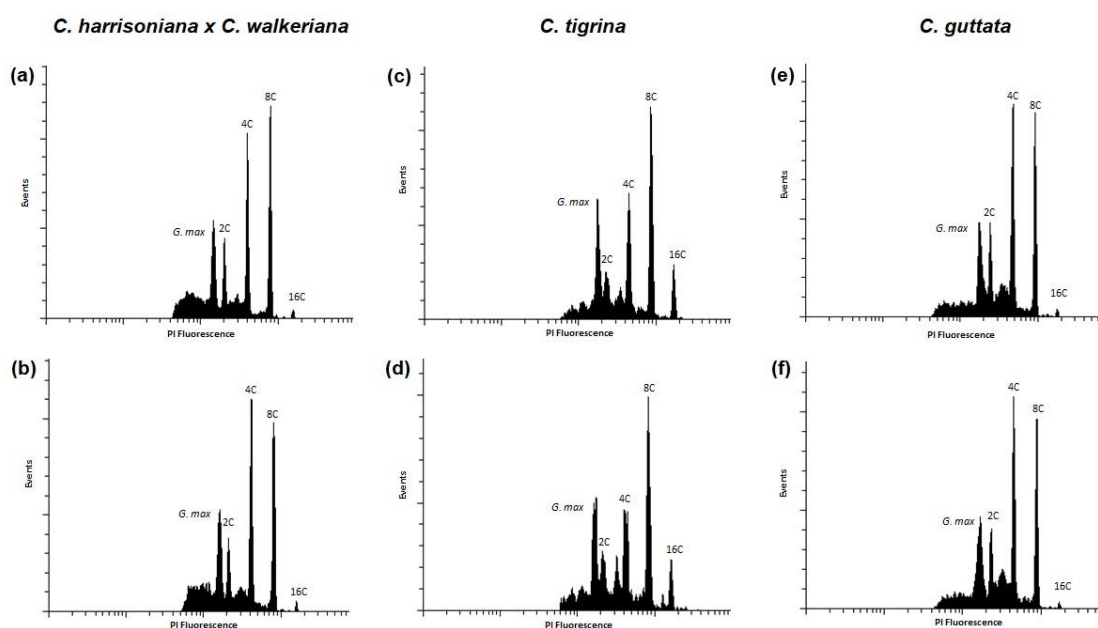 C. harrisoniana x C. walkeriana
C. tigrina
C. guttata
(a)
Events
G. max
2C
4C
8C
16C
PI Fluorescence
(c)
Events
G. max
2C
4C
8C
16C
PI Fluorescence
(e)
Events
G. max
2C
4C
8C
16C
PI Fluorescence
(b)
Events
G. max
2C
4C
8C
16C
PI Fluorescence
(d)
Events
G. max
2C
4C
8C
16C
PI Fluorescence
(f)
Events
G. max
2C
4C
8C
16C
PI Fluorescence